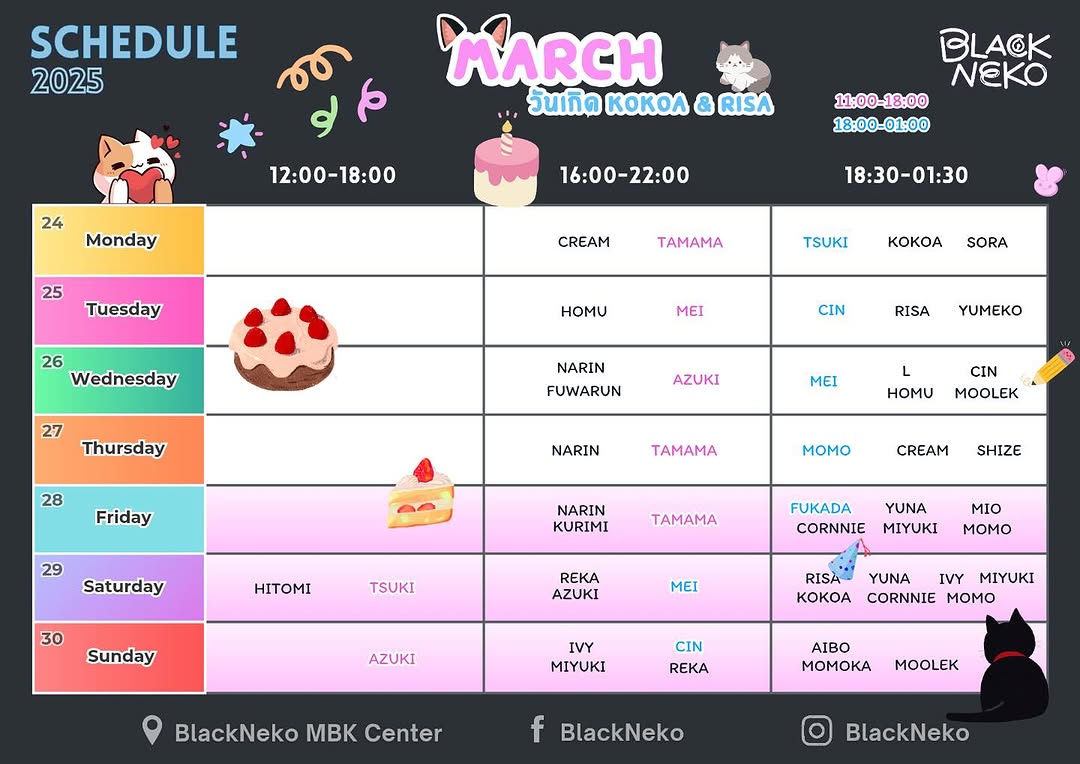 SCHEDULE
2025
MARCH
วันเกิด KOKOA & RISA
BLACK
NEKO
11:00-18:00
18:00-01:00
12:00-18:00 16:00-22:00 18:30-01:30
24 Monday CREAM TAMAMA TSUKI KOKOA SORA
25 Tuesday HOMU MEI CIN RISA YUMEKO
26 Wednesday
NARIN
FUWARUN
AZUKI
MEI
L
HOMU
CIN
MOOLEK
27 Thursday NARIN TAMAMA MOMO CREAM SHIZE
28 Friday
NARIN
KURIMI
TAMAMA
FUKADA YUNA MIO
CORNNIE MIYUKI MOMO
29 Saturday HITOMI TSUKI
REKA
AZUKI
MEI
RISA YUNA IVY MIYUKI
KOKOA CORNNIE MOMO
30 Sunday AZUKI
IVY
MIYUKI
CIN
REKA
AIBO
MOMOKA
MOOLEK
BlackNeko MBK Center BlackNeko BlackNeko